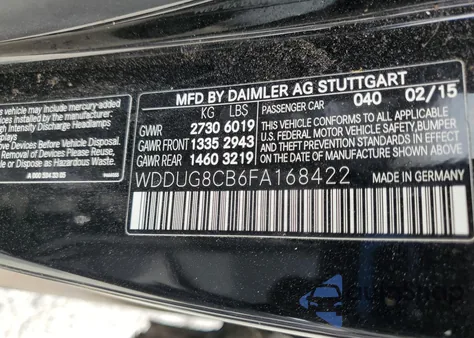 s vehicle may include mercury-added
devices installed by the manufacturer:
igh Intensity Discharge Headlamps
displays
ove Devices Before Vehicle Disposal.
n Removal of Devices Please Reuse,
or Dispose as Hazardous Waste.
MFD BY DAIMLER AG STUTTGART
KG LBS PASSENGER CAR 040 02/15
GVWR 2730 6019
GAWR FRONT 1335 2943
GAWR REAR 1460 3219
THIS VEHICLE CONFORMS TO ALL APPLICABLE
U.S. FEDERAL MOTOR VEHICLE SAFETY,BUMPER
AND THEFT PREVENTION STANDARDS IN EFFECT
ON THE DATE OF MANUFACTURE SHOWN ABOVE.
WDDUG8CB6FA168422
MADE IN GERMANY